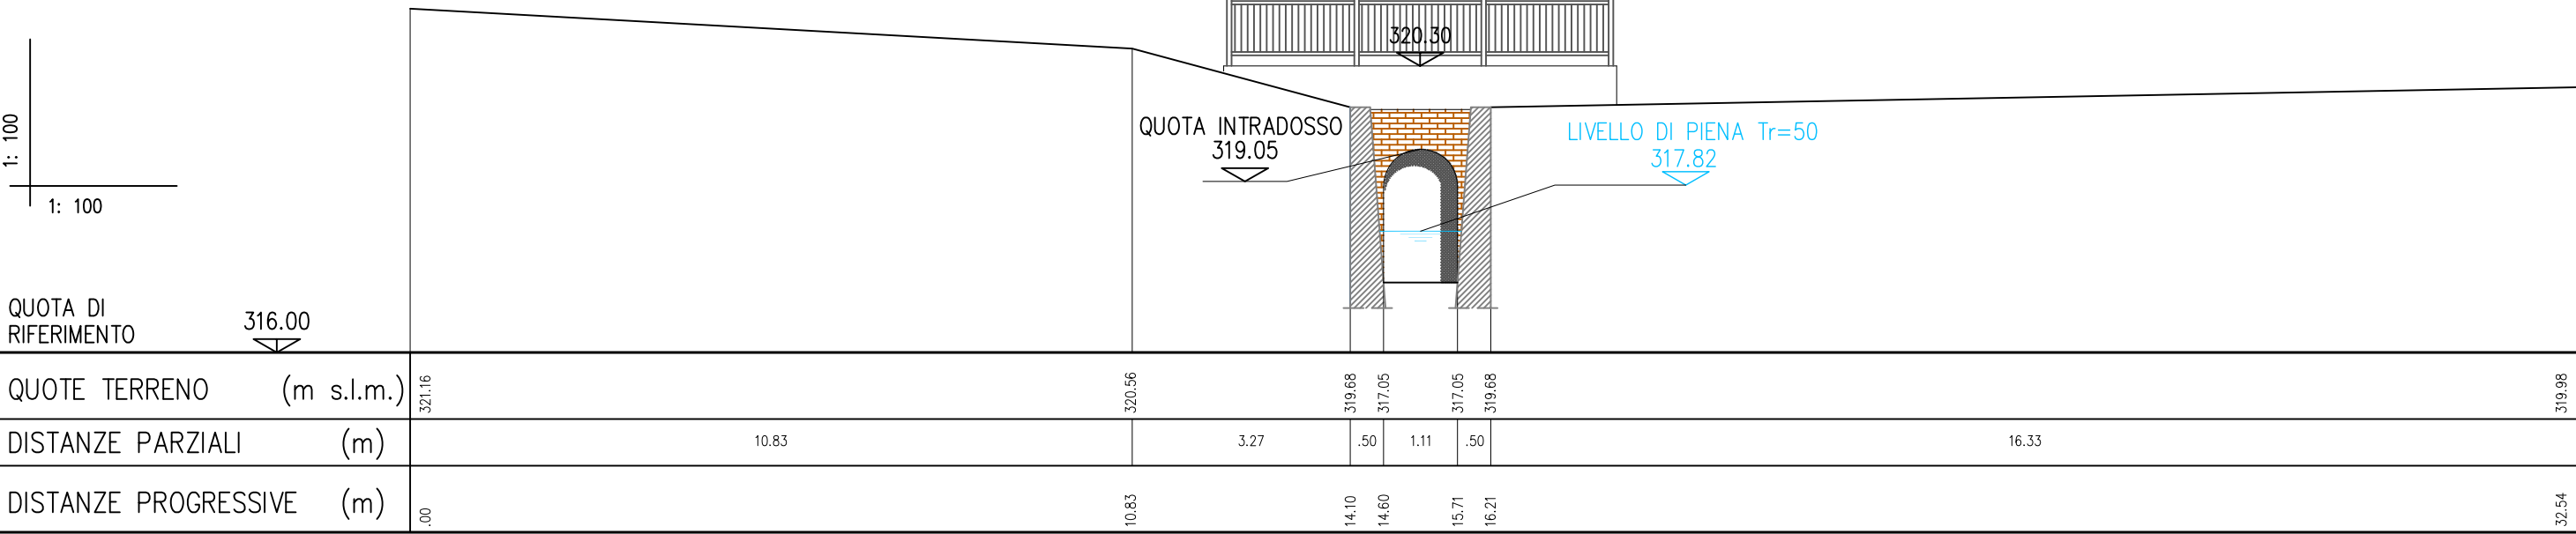 320.30
1: 100
1: 100
QUOTA INTRADOSSO
319.05
LIVELLO DI PIENA Tr=50
317.82
QUOTA DI
RIFERIMENTO
316.00
QUOTE TERRENO (m s.l.m.) 321.16 320.56 319.68 317.05 317.05 319.68 319.98
DISTANZE PARZIALI (m) 10.83 3.27 .50 1.11 .50 16.33
DISTANZE PROGRESSIVE (m) .00 10.83 14.10 14.60 15.71 16.21 32.54